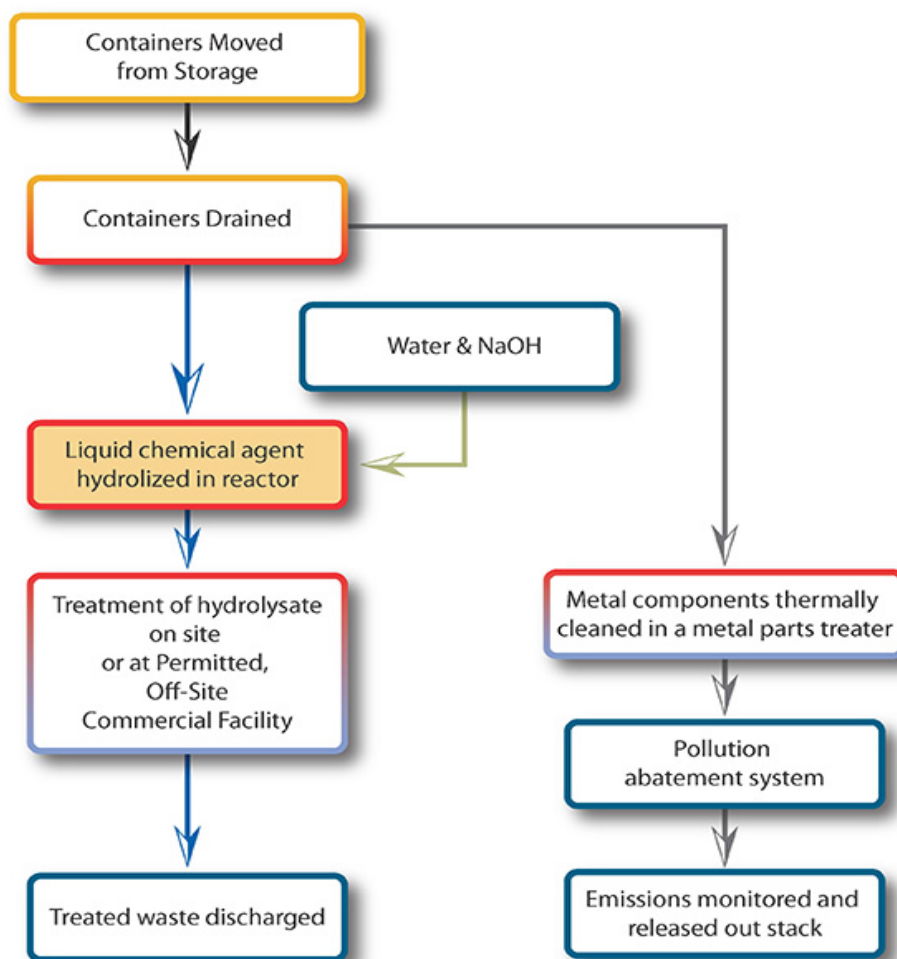 Containers Moved
from Storage
Containers Drained
Water & NaOH
Liquid chemical agent
hydrolized in reactor
Treatment of hydrolysate
on site
or at Permitted,
Off-Site
Commercial Facility
Metal components thermally
cleaned in a metal parts treater
Pollution
abatement system
Treated waste discharged
Emissions monitored and
released out stack